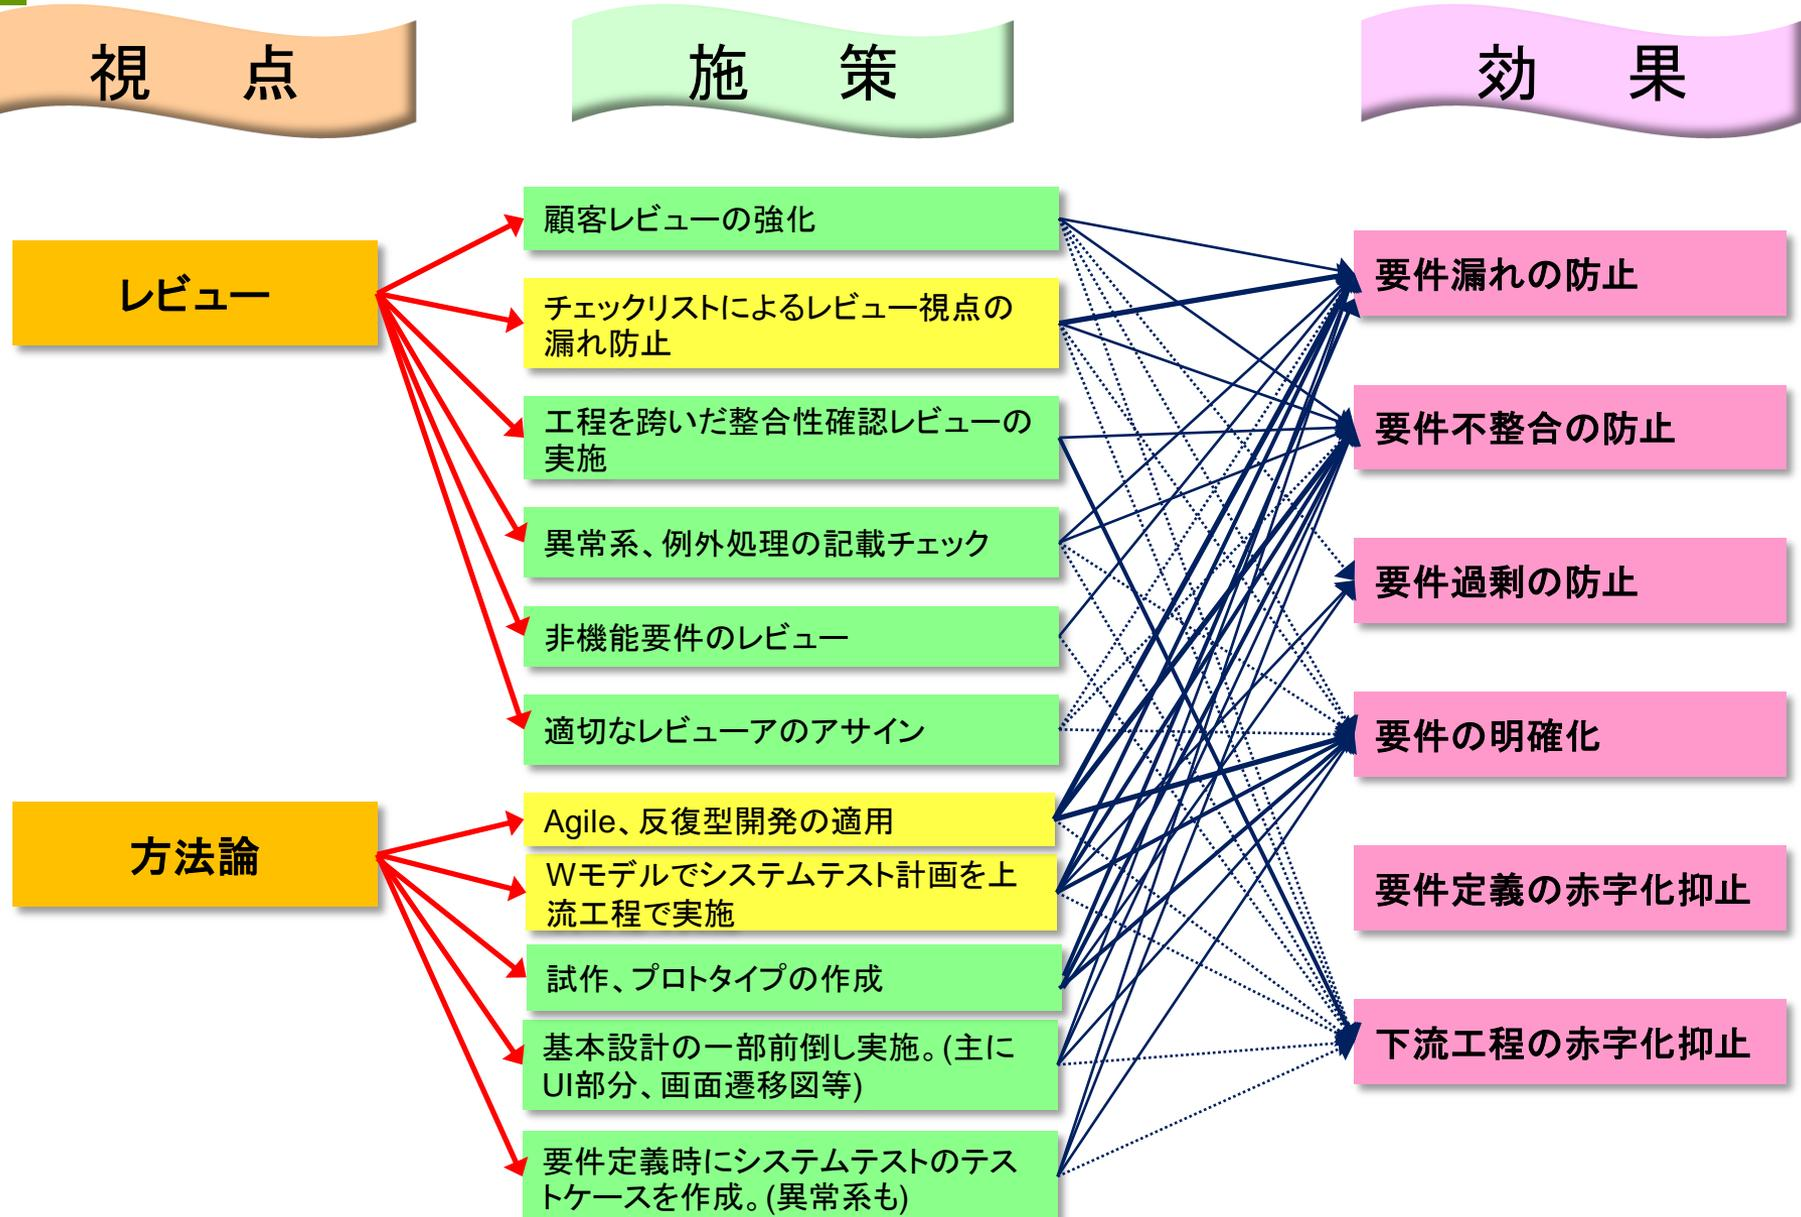 視 点
施 策
効 果
レビュー
顧客レビューの強化
チェックリストによるレビュー視点の
漏れ防止
工程を跨いだ整合性確認レビューの
実施
異常系、例外処理の記載チェック
非機能要件のレビュー
適切なレビューアのアサイン
方法論
Agile、反復型開発の適用
Wモデルでシステムテスト計画を上
流工程で実施
試作、プロトタイプの作成
基本設計の一部前倒し実施。(主に
UI部分、画面遷移図等)
要件定義時にシステムテストのテス
トケースを作成。(異常系も)
要件漏れの防止
要件不整合の防止
要件過剰の防止
要件の明確化
要件定義の赤字化抑止
下流工程の赤字化抑止